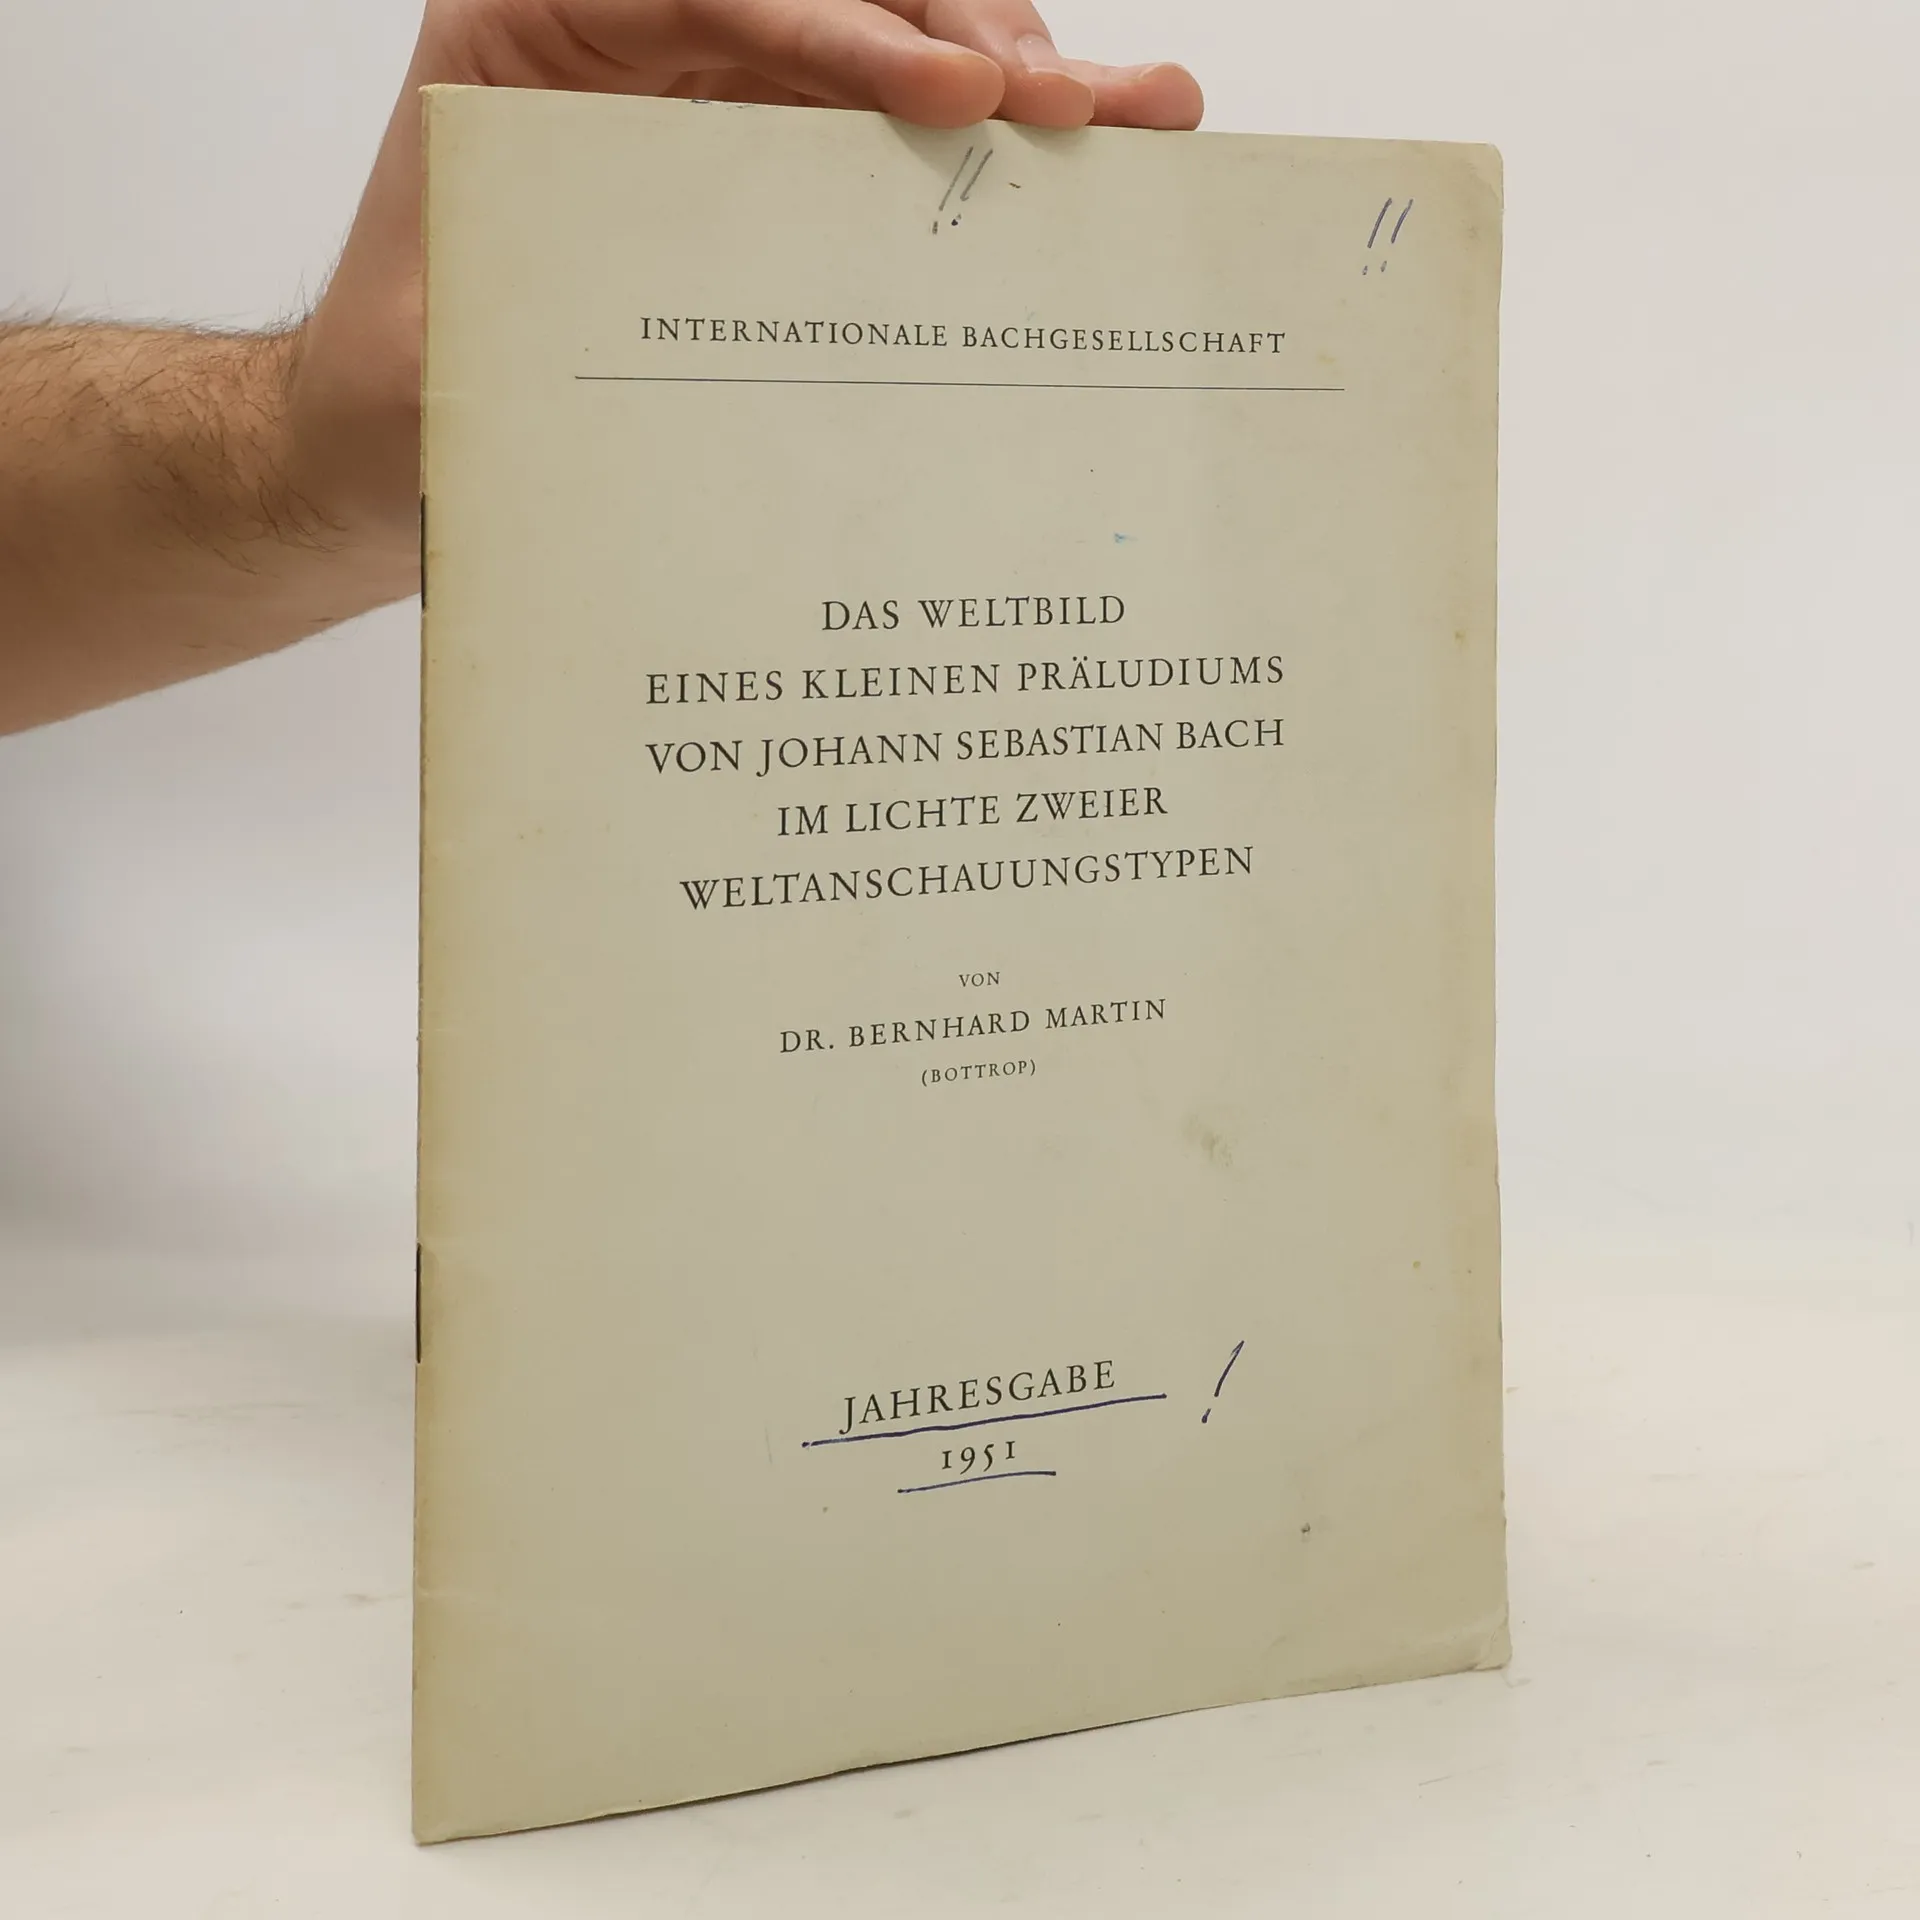 !! !!
INTERNATIONALE BACHGESELLSCHAFT
DAS WELTBILD
EINES KLEINEN PRÄLUDIUMS
VON JOHANN SEBASTIAN BACH
IM LICHTE ZWEIER
WELTANSCHAUUNGSTYPEN
VON
DR. BERNHARD MARTIN
(BOTTROP)
JAHRESGABE !
1951